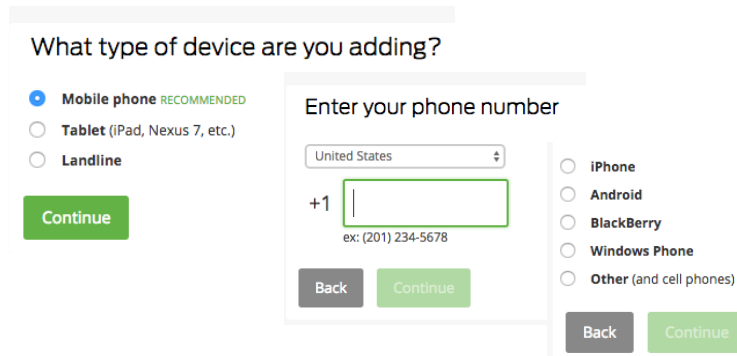 What type of device are you adding?
Mobile phone RECOMMENDED
Tablet (iPad, Nexus 7, etc.)
Landline
Continue
Enter your phone number
United States
+1
ex: (201) 234-5678
Back Continue
iPhone
Android
BlackBerry
Windows Phone
Other (and cell phones)
Back Continue